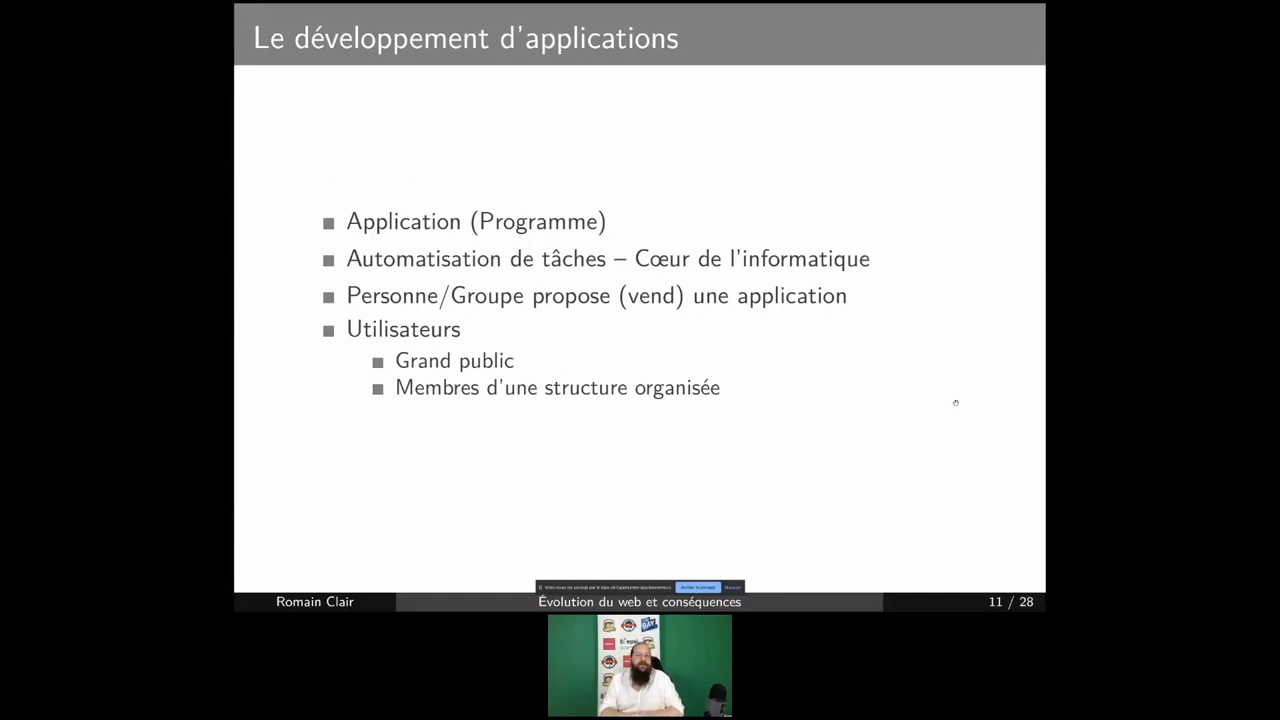 Le développement d'applications
Application (Programme)
Automatisation de tâches – Cœur de l'informatique
Personne/Groupe propose (vend) une application
Utilisateurs
Grand public
Membres d'une structure organisée
Romain Clair
Évolution du web et conséquences
11 / 28
epsi